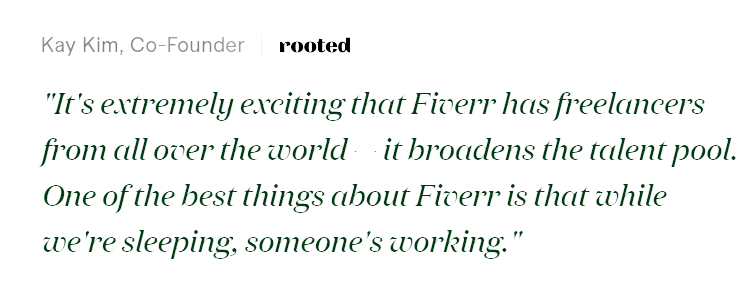 Kay Kim, Co-Founder
rooted
"It's extremely exciting that Fiverr has freelancers
from all over the world — it broadens the talent pool.
One of the best things about Fiverr is that while
we're sleeping, someone's working."